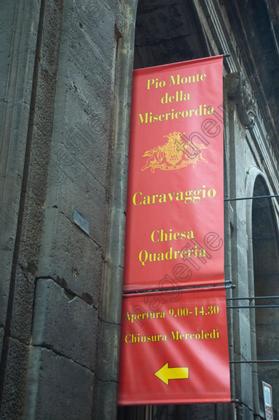 Pio Monte
della
Misericordia
Caravaggio
Chiesa
Quadreria
Apertura 9,00-14,30
Chiusura Mercoledì